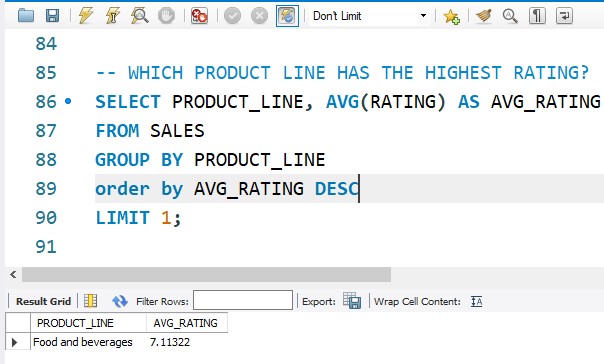 Don't Limit
84
85 -- WHICH PRODUCT LINE HAS THE HIGHEST RATING?
86 SELECT PRODUCT_LINE, AVG(RATING) AS AVG_RATING
87 FROM SALES
88 GROUP BY PRODUCT_LINE
89 order by AVG_RATING DESC
90 LIMIT 1;
91
Result Grid Filter Rows: Export: Wrap Cell Content:
PRODUCT_LINE AVG_RATING
Food and beverages 7.11322